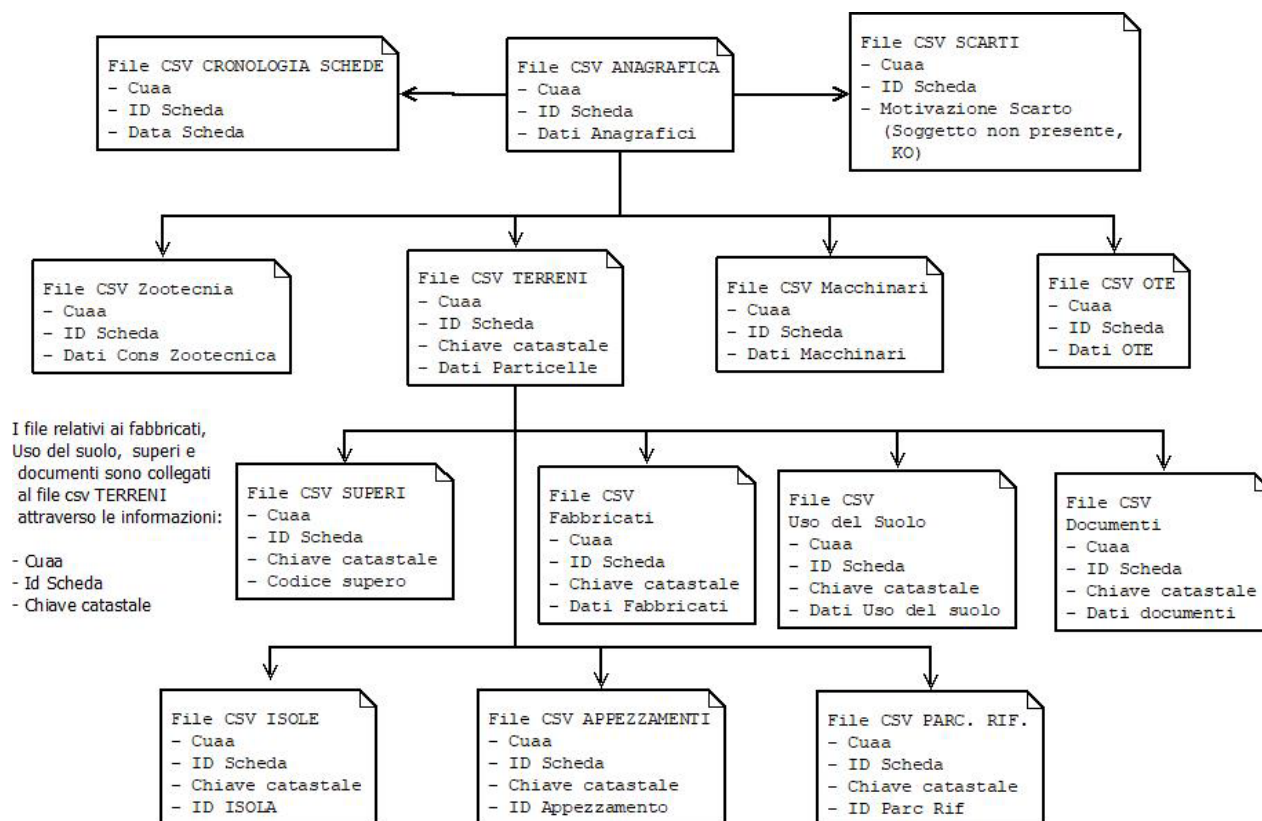 File CSV CRONOLOGIA SCHEDE
- Cuaa
- ID Scheda
- Data Scheda
File CSV ANAGRAFICA
- Cuaa
- ID Scheda
- Dati Anagrafici
File CSV SCARTI
- Cuaa
- ID Scheda
- Motivazione Scarto
(Soggetto non presente,
KO)
File CSV Zootecnia
- Cuaa
- ID Scheda
- Dati Cons Zootecnica
File CSV TERRENI
- Cuaa
- ID Scheda
- Chiave catastale
- Dati Particelle
File CSV Macchinari
- Cuaa
- ID Scheda
- Dati Macchinari
File CSV OTE
- Cuaa
- ID Scheda
- Dati OTE
I file relativi ai fabbricati,
Uso del suolo, superi e
documenti sono collegati
al file csv TERRENI
attraverso le informazioni:
- Cuaa
- Id Scheda
- Chiave catastale
File CSV SUPERI
- Cuaa
- ID Scheda
- Chiave catastale
- Codice supero
File CSV
Fabbricati
- Cuaa
- ID Scheda
- Chiave catastale
- Dati Fabbricati
File CSV
Uso del Suolo
- Cuaa
- ID Scheda
- Chiave catastale
- Dati Uso del suolo
File CSV
Documenti
- Cuaa
- ID Scheda
- Chiave catastale
- Dati documenti
File CSV ISOLE
- Cuaa
- ID Scheda
- Chiave catastale
- ID ISOLA
File CSV APPEZZAMENTI
- Cuaa
- ID Scheda
- Chiave catastale
- ID Appezzamento
File CSV PARC. RIF.
- Cuaa
- ID Scheda
- Chiave catastale
- ID Parc Rif